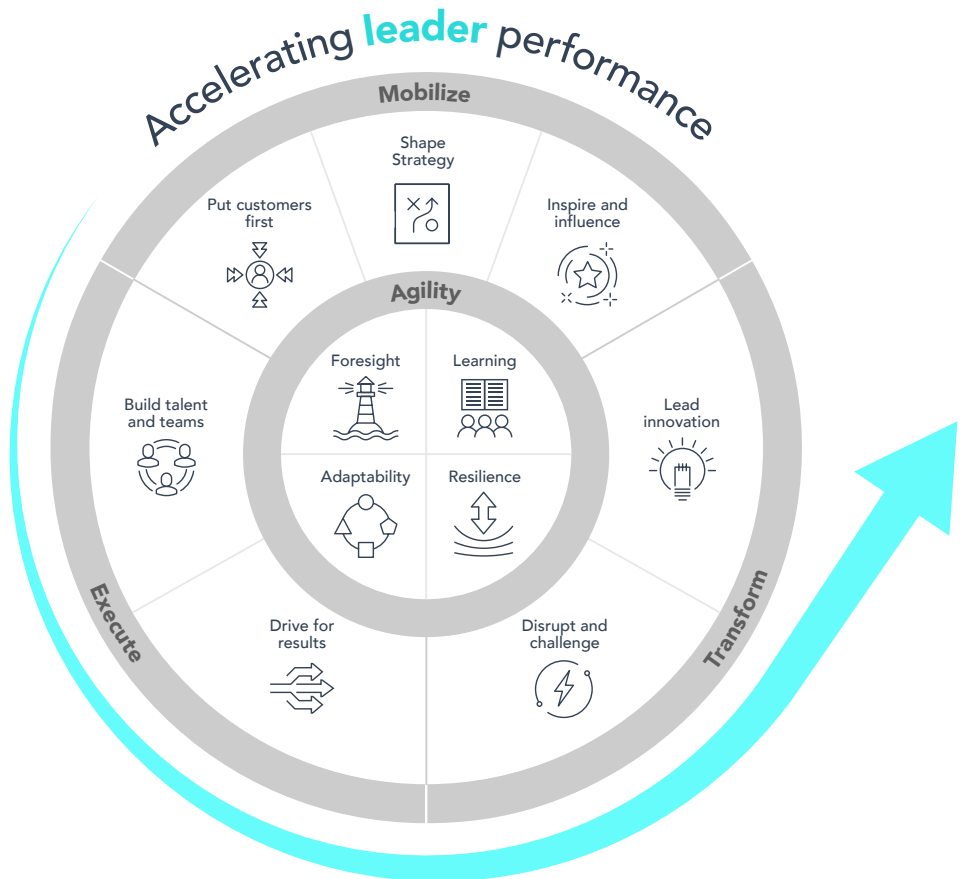 Accelerating leader performance
Mobilize
Shape
Strategy
Put customers
first
Inspire and
influence
Agility
Foresight
Learning
Adaptability
Resilience
Build talent
and teams
Lead
innovation
Execute
Drive for
results
Disrupt and
challenge
Transform